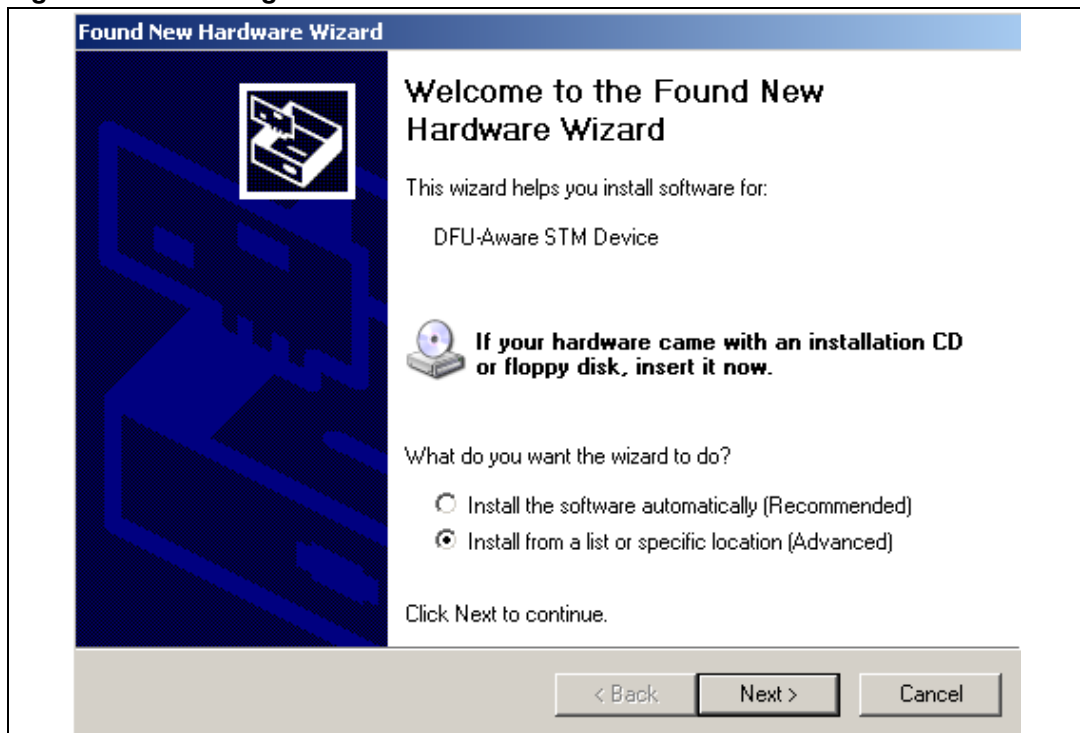 Found New Hardware Wizard
Welcome to the Found New
Hardware Wizard
This wizard helps you install software for:
DFU-Aware STM Device
If your hardware came with an installation CD
or floppy disk, insert it now.
What do you want the wizard to do?
Install the software automatically (Recommended)
Install from a list or specific location (Advanced)
Click Next to continue.
< Back
Next >
Cancel